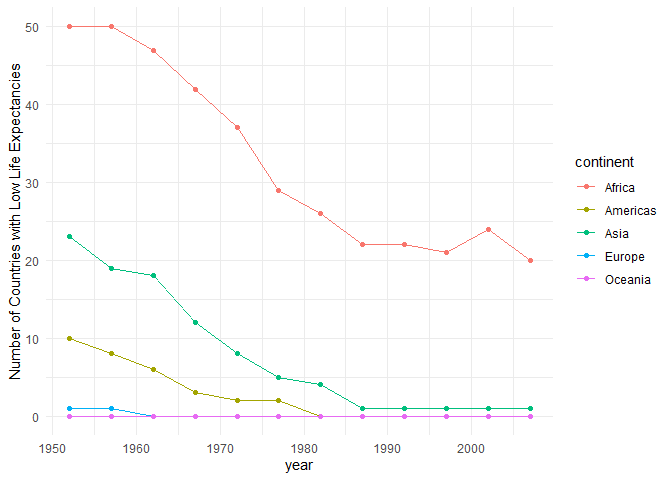 Number of Countries with Low Life Expectancies
50
40
30
20
10
0
1950 1960 1970 1980 1990 2000
year
continent
Africa
Americas
Asia
Europe
Oceania